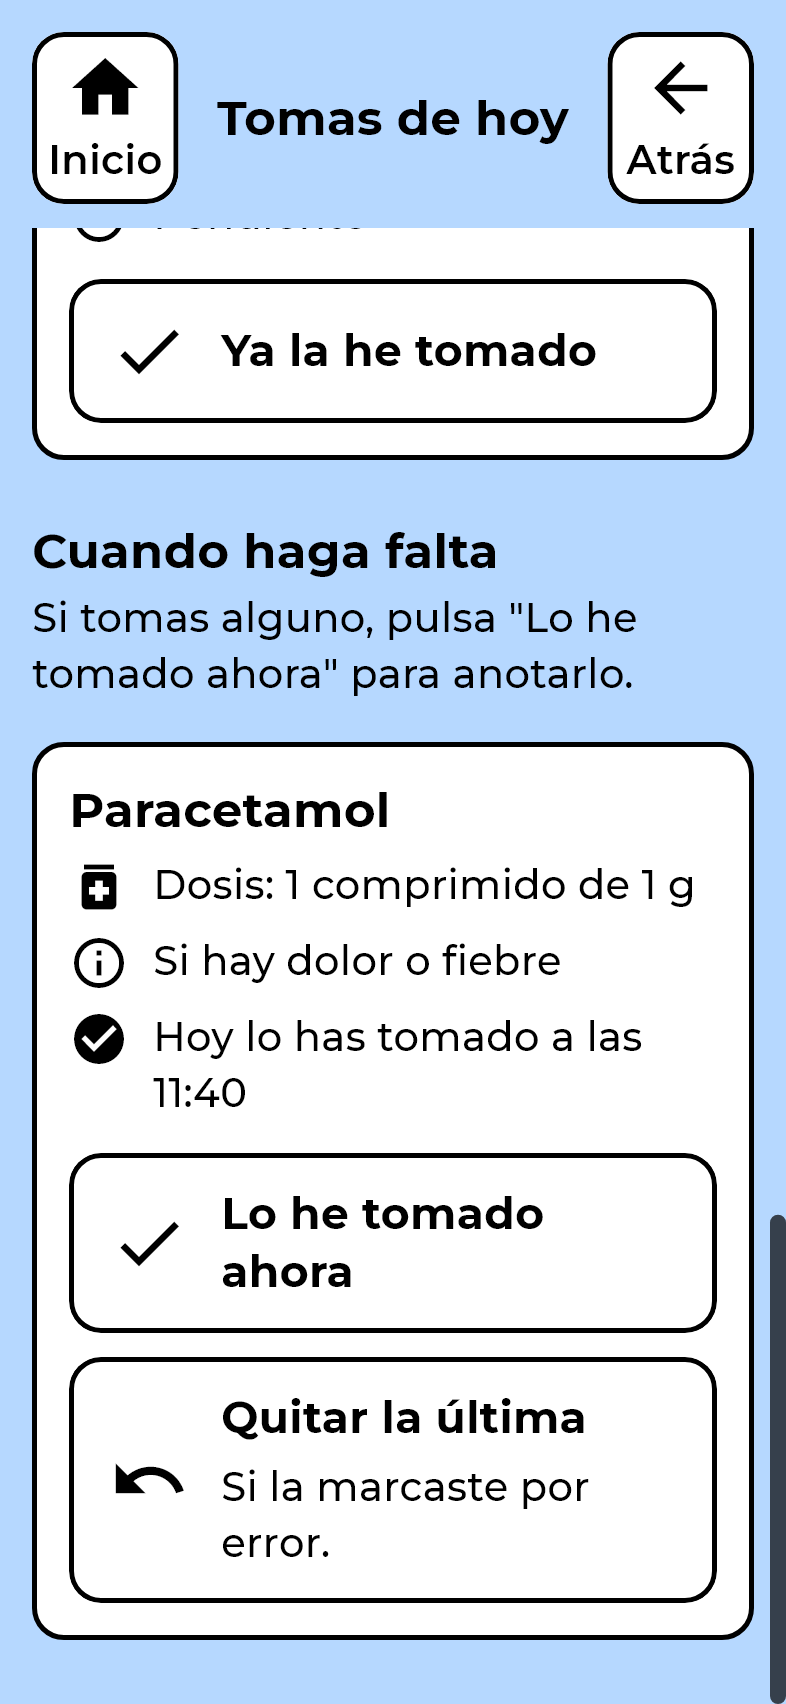 Inicio
Tomas de hoy
Atrás
Ya la he tomado
Cuando haga falta
Si tomas alguno, pulsa "Lo he
tomado ahora" para anotarlo.
Paracetamol
Dosis: 1 comprimido de 1 g
Si hay dolor o fiebre
Hoy lo has tomado a las
11:40
Lo he tomado
ahora
Quitar la última
Si la marcaste por
error.